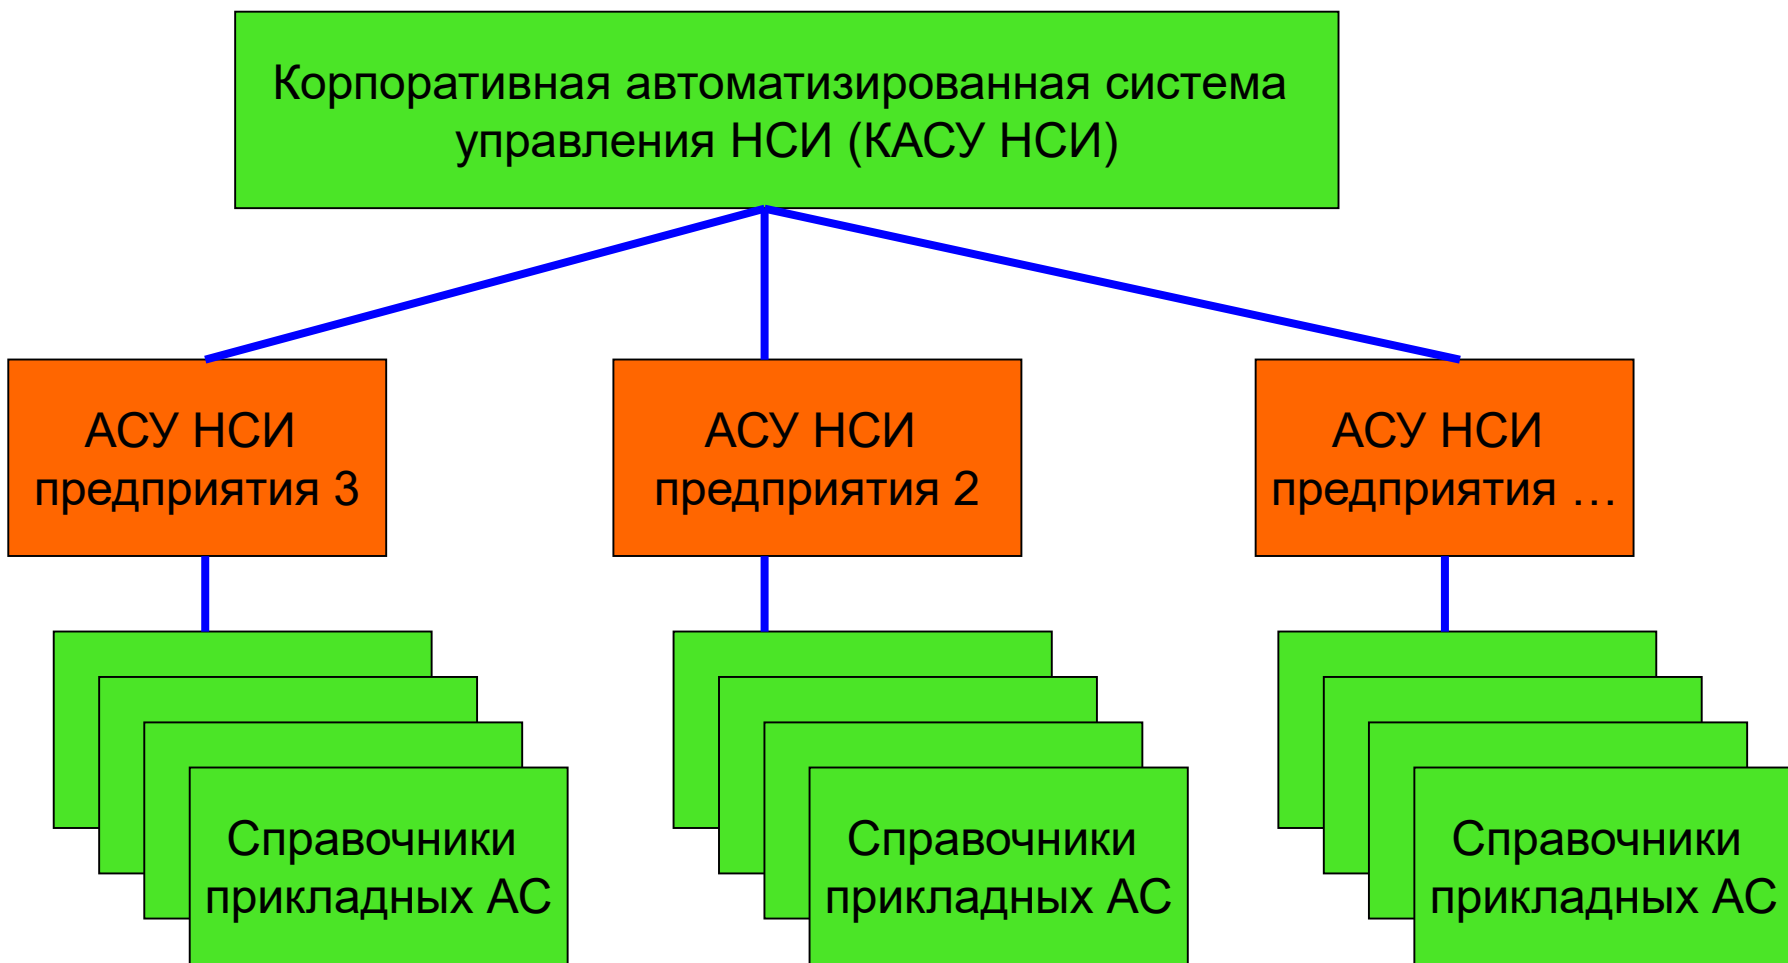 Корпоративная автоматизированная система
управления НСИ (КАСУ НСИ)
АСУ НСИ
предприятия 3
АСУ НСИ
предприятия 2
АСУ НСИ
предприятия …
Справочники
прикладных АС
Справочники
прикладных АС
Справочники
прикладных АС